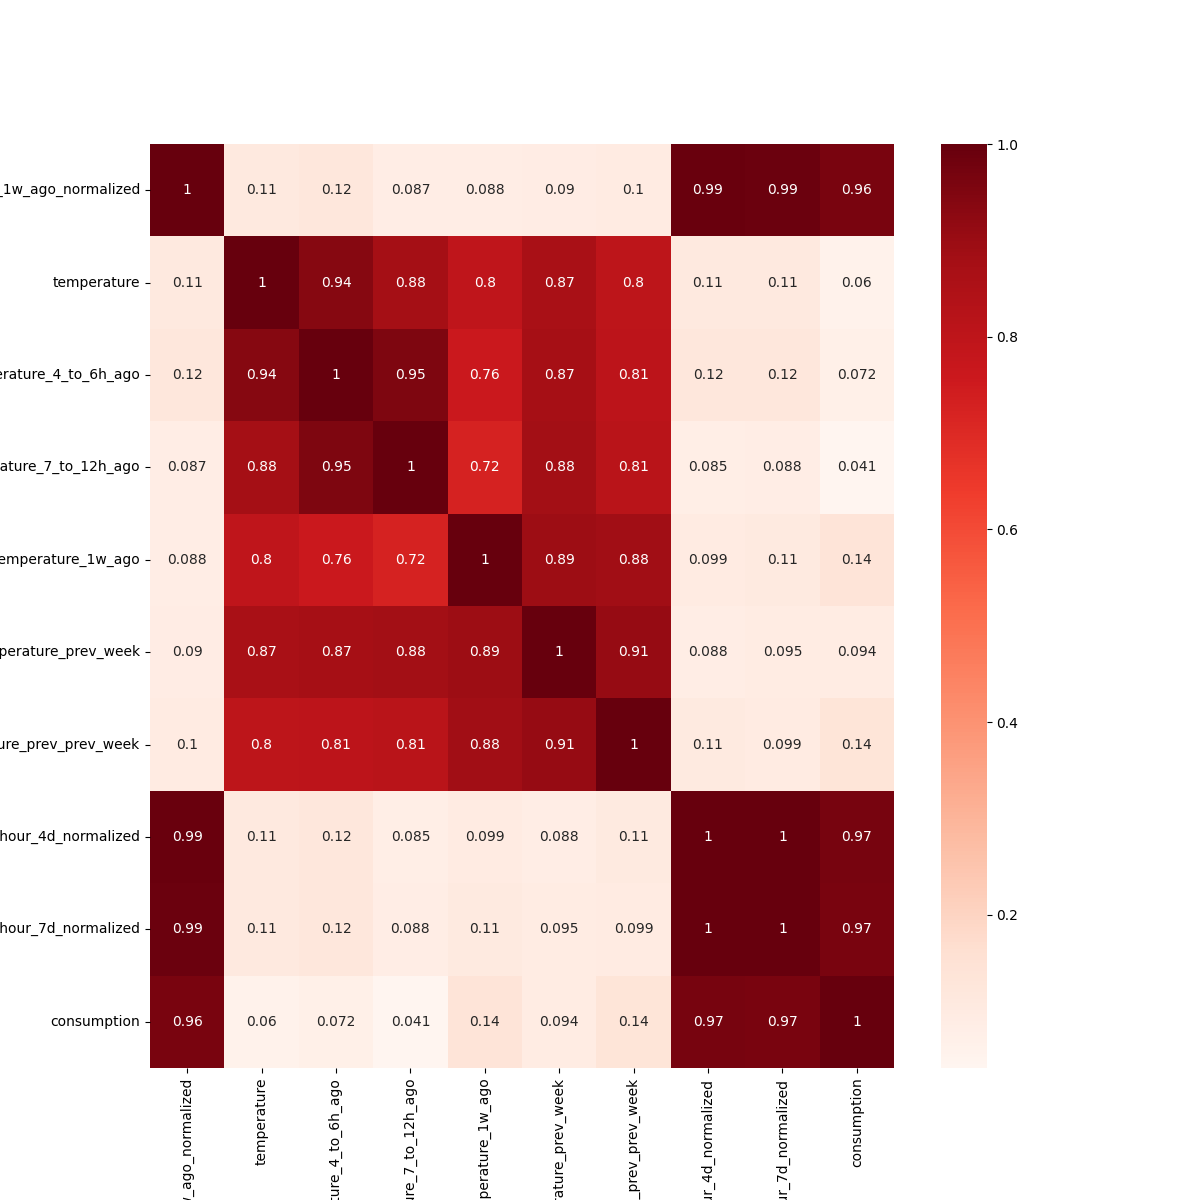 _1w_ago_normalized 1 0.11 0.12 0.087 0.088 0.09 0.1 0.99 0.99 0.96
temperature 0.11 1 0.94 0.88 0.8 0.87 0.8 0.11 0.11 0.06
erature_4_to_6h_ago 0.12 0.94 1 0.95 0.76 0.87 0.81 0.12 0.12 0.072
ature_7_to_12h_ago 0.087 0.88 0.95 1 0.72 0.88 0.81 0.085 0.088 0.041
emperature_1w_ago 0.088 0.8 0.76 0.72 1 0.89 0.88 0.099 0.11 0.14
perature_prev_week 0.09 0.87 0.87 0.88 0.89 1 0.91 0.088 0.095 0.094
ure_prev_prev_week 0.1 0.8 0.81 0.81 0.88 0.91 1 0.11 0.099 0.14
hour_4d_normalized 0.99 0.11 0.12 0.085 0.099 0.088 0.11 1 1 0.97
hour_7d_normalized 0.99 0.11 0.12 0.088 0.11 0.095 0.099 1 1 0.97
consumption 0.96 0.06 0.072 0.041 0.14 0.094 0.14 0.97 0.97 1
_ago_normalized
temperature
ture_4_to_6h_ago
ure_7_to_12h_ago
perature_1w_ago
rature_prev_week
_prev_prev_week
ur_4d_normalized
ur_7d_normalized
consumption
1.0
0.8
0.6
0.4
0.2